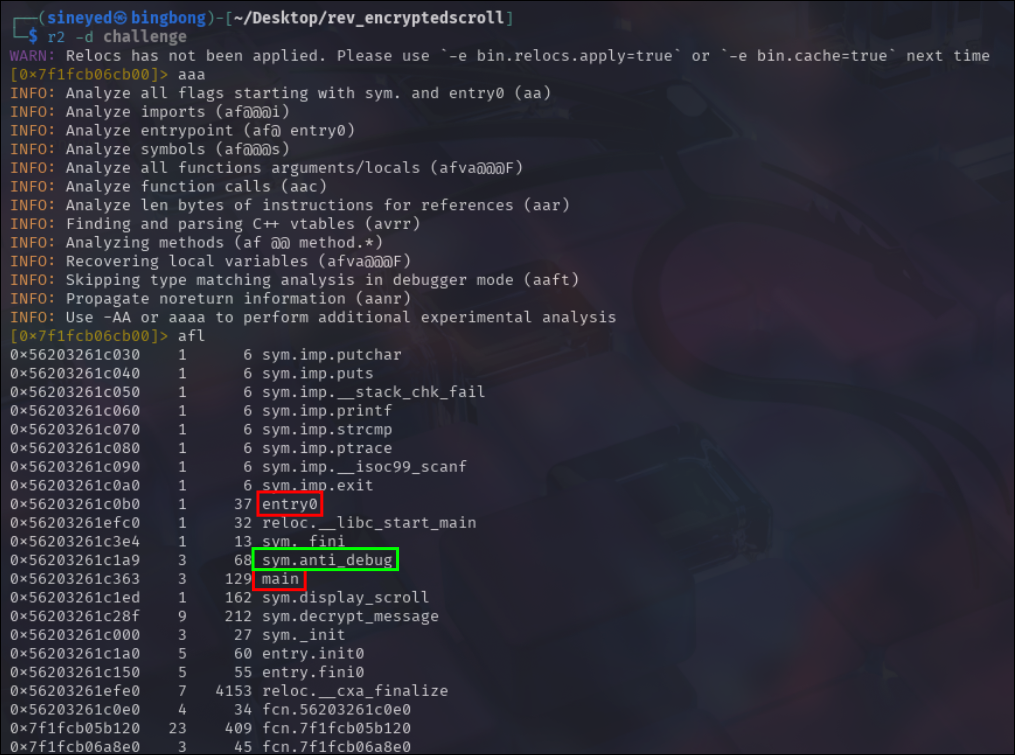 ┌──(sineyed㉿bingbong)-[~/Desktop/rev_encryptedscroll]
└─$ r2 -d challenge
WARN: Relocs has not been applied. Please use `-e bin.relocs.apply=true` or `-e bin.cache=true` next time
[0×7f1fcb06cb00]> aaa
INFO: Analyze all flags starting with sym. and entry0 (aa)
INFO: Analyze imports (af@@@i)
INFO: Analyze entrypoint (af@ entry0)
INFO: Analyze symbols (af@@@s)
INFO: Analyze all functions arguments/locals (afva@@@F)
INFO: Analyze function calls (aac)
INFO: Analyze len bytes of instructions for references (aar)
INFO: Finding and parsing C++ vtables (avrr)
INFO: Analyzing methods (af @@ method.*)
INFO: Recovering local variables (afva@@@F)
INFO: Skipping type matching analysis in debugger mode (aaft)
INFO: Propagate noreturn information (aanr)
INFO: Use -AA or aaaa to perform additional experimental analysis
[0×7f1fcb06cb00]> afl
0×56203261c030 1 6 sym.imp.putchar
0×56203261c040 1 6 sym.imp.puts
0×56203261c050 1 6 sym.imp.__stack_chk_fail
0×56203261c060 1 6 sym.imp.printf
0×56203261c070 1 6 sym.imp.strcmp
0×56203261c080 1 6 sym.imp.ptrace
0×56203261c090 1 6 sym.imp.__isoc99_scanf
0×56203261c0a0 1 6 sym.imp.exit
0×56203261c0b0 1 37 entry0
0×56203261efc0 1 32 reloc.__libc_start_main
0×56203261c3e4 1 13 sym._fini
0×56203261c1a9 3 68 sym.anti_debug
0×56203261c363 3 129 main
0×56203261c1ed 1 162 sym.display_scroll
0×56203261c28f 9 212 sym.decrypt_message
0×56203261c000 3 27 sym._init
0×56203261c1a0 5 60 entry.init0
0×56203261c150 5 55 entry.fini0
0×56203261efe0 7 4153 reloc.__cxa_finalize
0×56203261c0e0 4 34 fcn.56203261c0e0
0×7f1fcb05b120 23 409 fcn.7f1fcb05b120
0×7f1fcb06a8e0 3 45 fcn.7f1fcb06a8e0